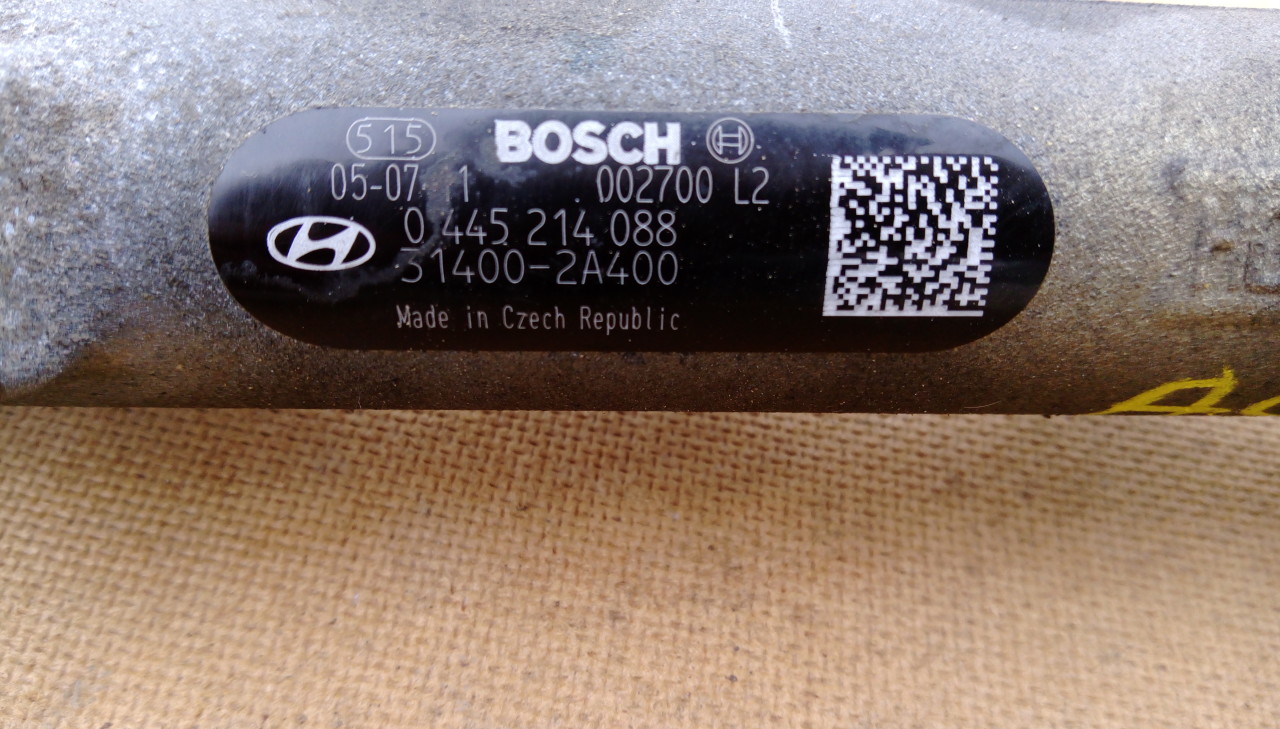 515 BOSCH
05-07 1 002700 L2
0 445 214 088
31400-2A400
Made in Czech Republic